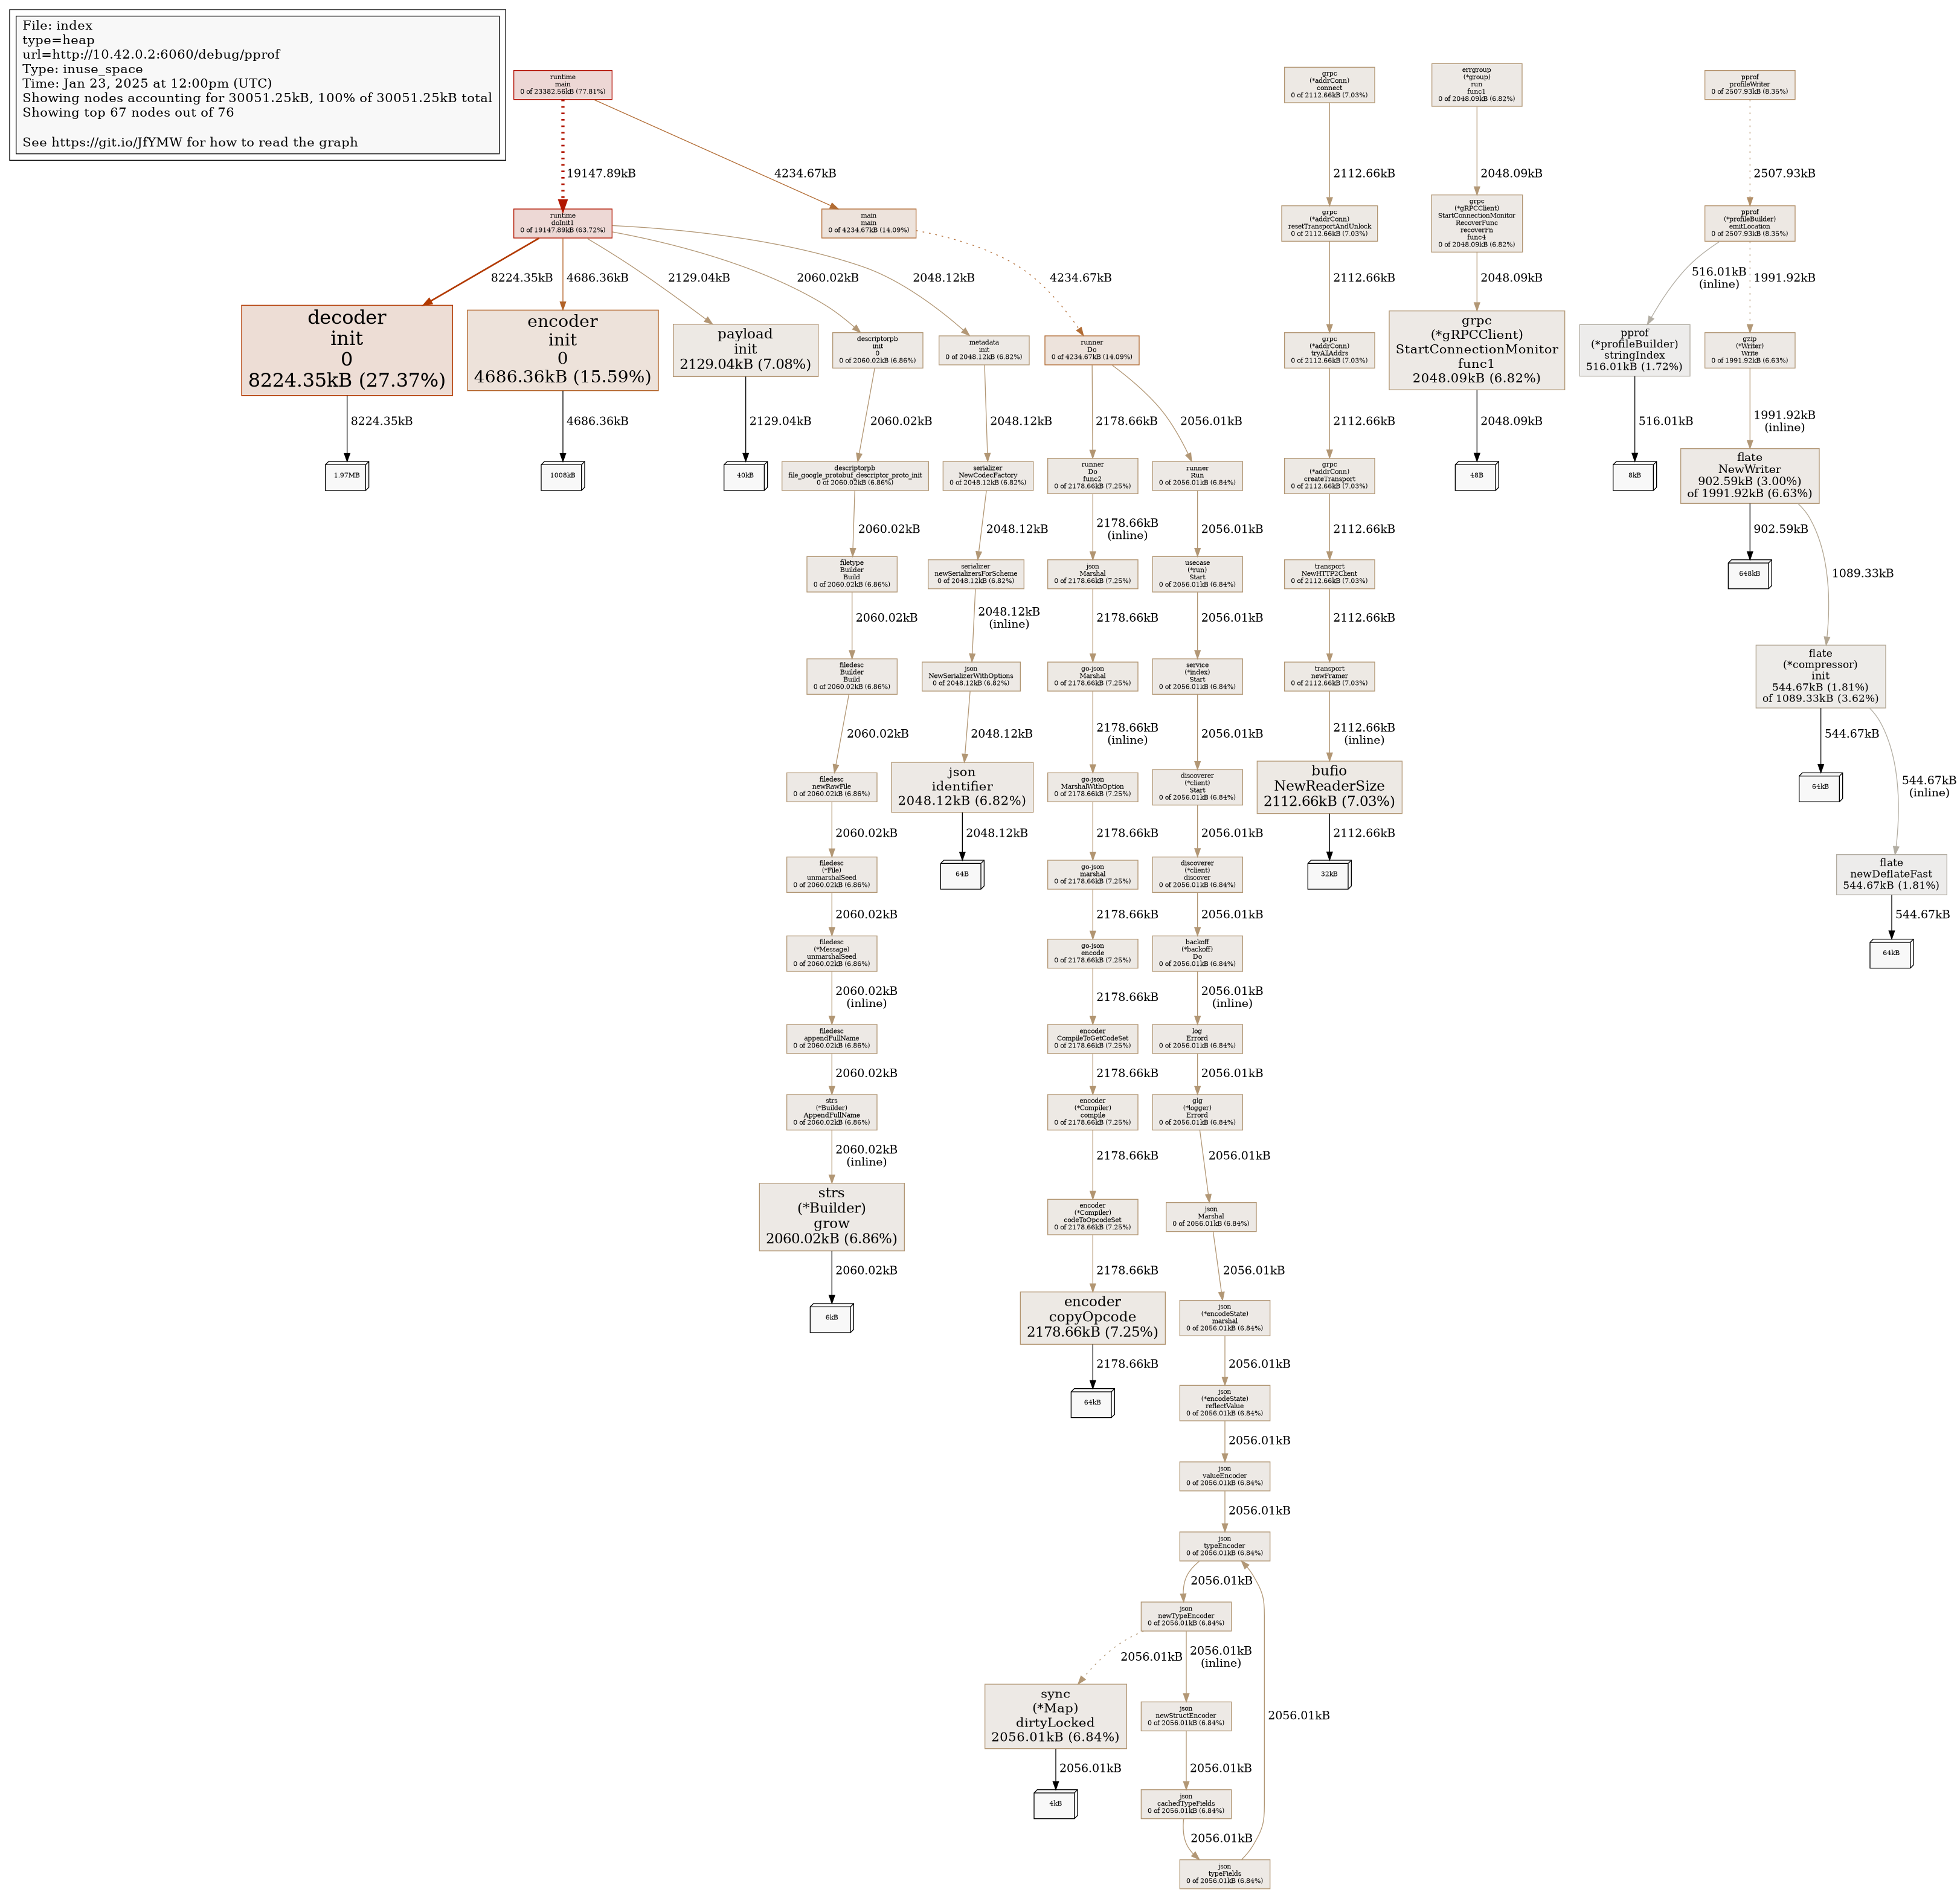 File: index
type=heap
url=http://10.42.0.2:6060/debug/pprof
Type: inuse_space
Time: Jan 23, 2025 at 12:00pm (UTC)
Showing nodes accounting for 30051.25kB, 100% of 30051.25kB total
Showing top 67 nodes out of 76
See https://git.io/JfYMW for how to read the graph
runtime
main
0 of 23382.56kB (77.81%)
19147.89kB
4234.67kB
runtime
doInit1
0 of 19147.89kB (63.72%)
main
main
0 of 4234.67kB (14.09%)
8224.35kB
4686.36kB
2129.04kB
2060.02kB
2048.12kB
4234.67kB
decoder
init
0
8224.35kB (27.37%)
8224.35kB
1.97MB
encoder
init
0
4686.36kB (15.59%)
4686.36kB
1008kB
payload
init
2129.04kB (7.08%)
2129.04kB
40kB
descriptorpb
init
0
0 of 2060.02kB (6.86%)
2060.02kB
descriptorpb
file_google_protobuf_descriptor_proto_init
0 of 2060.02kB (6.86%)
2060.02kB
filetype
Builder
Build
0 of 2060.02kB (6.86%)
2060.02kB
filedesc
Builder
Build
0 of 2060.02kB (6.86%)
2060.02kB
filedesc
newRawFile
0 of 2060.02kB (6.86%)
2060.02kB
filedesc
(*File)
unmarshalSeed
0 of 2060.02kB (6.86%)
2060.02kB
filedesc
(*Message)
unmarshalSeed
0 of 2060.02kB (6.86%)
2060.02kB
(inline)
filedesc
appendFullName
0 of 2060.02kB (6.86%)
2060.02kB
strs
(*Builder)
AppendFullName
0 of 2060.02kB (6.86%)
2060.02kB
(inline)
strs
(*Builder)
grow
2060.02kB (6.86%)
2060.02kB
6kB
metadata
init
0 of 2048.12kB (6.82%)
2048.12kB
serializer
NewCodecFactory
0 of 2048.12kB (6.82%)
2048.12kB
serializer
newSerializersForScheme
0 of 2048.12kB (6.82%)
2048.12kB
(inline)
json
NewSerializerWithOptions
0 of 2048.12kB (6.82%)
2048.12kB
json
identifier
2048.12kB (6.82%)
2048.12kB
64B
runner
Do
0 of 4234.67kB (14.09%)
2178.66kB
2056.01kB
runner
Do
func2
0 of 2178.66kB (7.25%)
2178.66kB
(inline)
json
Marshal
0 of 2178.66kB (7.25%)
2178.66kB
go-json
Marshal
0 of 2178.66kB (7.25%)
2178.66kB
(inline)
go-json
MarshalWithOption
0 of 2178.66kB (7.25%)
2178.66kB
go-json
marshal
0 of 2178.66kB (7.25%)
2178.66kB
go-json
encode
0 of 2178.66kB (7.25%)
2178.66kB
encoder
CompileToGetCodeSet
0 of 2178.66kB (7.25%)
2178.66kB
encoder
(*Compiler)
compile
0 of 2178.66kB (7.25%)
2178.66kB
encoder
(*Compiler)
codeToOpcodeSet
0 of 2178.66kB (7.25%)
2178.66kB
encoder
copyOpcode
2178.66kB (7.25%)
2178.66kB
64kB
runner
Run
0 of 2056.01kB (6.84%)
2056.01kB
usecase
(*run)
Start
0 of 2056.01kB (6.84%)
2056.01kB
service
(*index)
Start
0 of 2056.01kB (6.84%)
2056.01kB
discoverer
(*client)
Start
0 of 2056.01kB (6.84%)
2056.01kB
discoverer
(*client)
discover
0 of 2056.01kB (6.84%)
2056.01kB
backoff
(*backoff)
Do
0 of 2056.01kB (6.84%)
2056.01kB
(inline)
log
Errord
0 of 2056.01kB (6.84%)
2056.01kB
glg
(*logger)
Errord
0 of 2056.01kB (6.84%)
2056.01kB
json
Marshal
0 of 2056.01kB (6.84%)
2056.01kB
json
(*encodeState)
marshal
0 of 2056.01kB (6.84%)
2056.01kB
json
(*encodeState)
reflectValue
0 of 2056.01kB (6.84%)
2056.01kB
json
valueEncoder
0 of 2056.01kB (6.84%)
2056.01kB
json
typeEncoder
0 of 2056.01kB (6.84%)
2056.01kB
json
newTypeEncoder
0 of 2056.01kB (6.84%)
2056.01kB
2056.01kB
(inline)
sync
(*Map)
dirtyLocked
2056.01kB (6.84%)
2056.01kB
4kB
json
newStructEncoder
0 of 2056.01kB (6.84%)
2056.01kB
json
cachedTypeFields
0 of 2056.01kB (6.84%)
2056.01kB
json
typeFields
0 of 2056.01kB (6.84%)
2056.01kB
grpc
(*addrConn)
connect
0 of 2112.66kB (7.03%)
2112.66kB
grpc
(*addrConn)
resetTransportAndUnlock
0 of 2112.66kB (7.03%)
2112.66kB
grpc
(*addrConn)
tryAllAddrs
0 of 2112.66kB (7.03%)
2112.66kB
grpc
(*addrConn)
createTransport
0 of 2112.66kB (7.03%)
2112.66kB
transport
NewHTTP2Client
0 of 2112.66kB (7.03%)
2112.66kB
transport
newFramer
0 of 2112.66kB (7.03%)
2112.66kB
(inline)
bufio
NewReaderSize
2112.66kB (7.03%)
2112.66kB
32kB
errgroup
(*group)
run
func1
0 of 2048.09kB (6.82%)
2048.09kB
grpc
(*gRPCClient)
StartConnectionMonitor
RecoverFunc
recoverFn
func4
0 of 2048.09kB (6.82%)
2048.09kB
grpc
(*gRPCClient)
StartConnectionMonitor
func1
2048.09kB (6.82%)
2048.09kB
48B
pprof
profileWriter
0 of 2507.93kB (8.35%)
2507.93kB
pprof
(*profileBuilder)
emitLocation
0 of 2507.93kB (8.35%)
516.01kB
(inline)
1991.92kB
pprof
(*profileBuilder)
stringIndex
516.01kB (1.72%)
516.01kB
8kB
gzip
(*Writer)
Write
0 of 1991.92kB (6.63%)
1991.92kB
(inline)
flate
NewWriter
902.59kB (3.00%)
of 1991.92kB (6.63%)
902.59kB
648kB
1089.33kB
flate
(*compressor)
init
544.67kB (1.81%)
of 1089.33kB (3.62%)
544.67kB
64kB
544.67kB
(inline)
flate
newDeflateFast
544.67kB (1.81%)
544.67kB
64kB